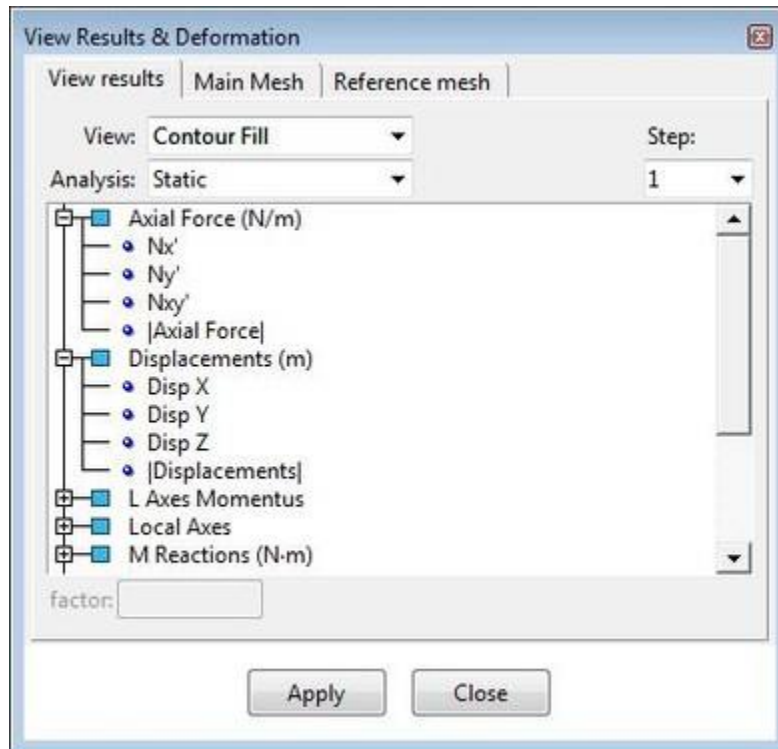 View Results & Deformation
View results Main Mesh Reference mesh
View: Contour Fill Step:
Analysis: Static 1
Axial Force (N/m)
Nx'
Ny'
Nxy'
|Axial Force|
Displacements (m)
Disp X
Disp Y
Disp Z
|Displacements|
L Axes Momentus
Local Axes
M Reactions (N·m)
factor:
Apply Close